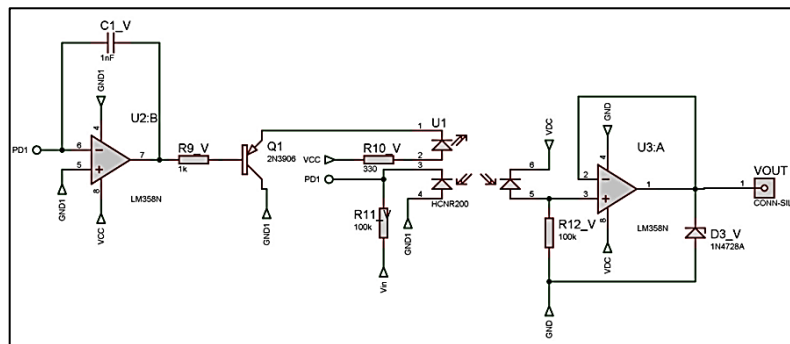 C1_V
1nF
GND1
U2:B
4
PD1
6
5
7
8
LM358N
GND1
VCC
R9_V
1k
Q1
2N3906
GND1
1
U1
VCC
R10_V
330
2
PD1
3
4
HCNR200
R11
100k
Vin
GND1
VDC
6
5
R12_V
100k
GND
GND
U3:A
4
2
3
1
8
LM358N
VDC
D3_V
1N4728A
VOUT
1
CONN-SIL